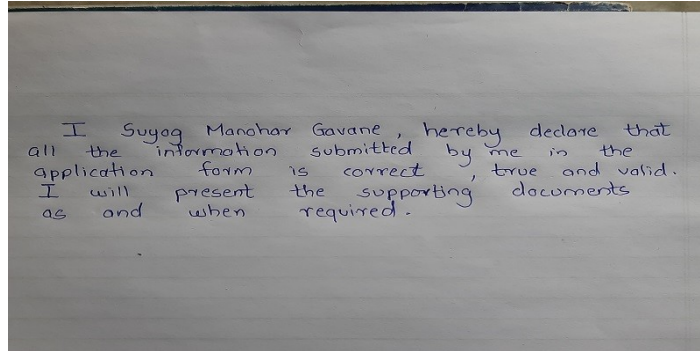 I Suyog Manohar Gavane, hereby declare that
all the information submitted by me in the
application form is correct, true and valid.
I will present the supporting documents
as and when required.